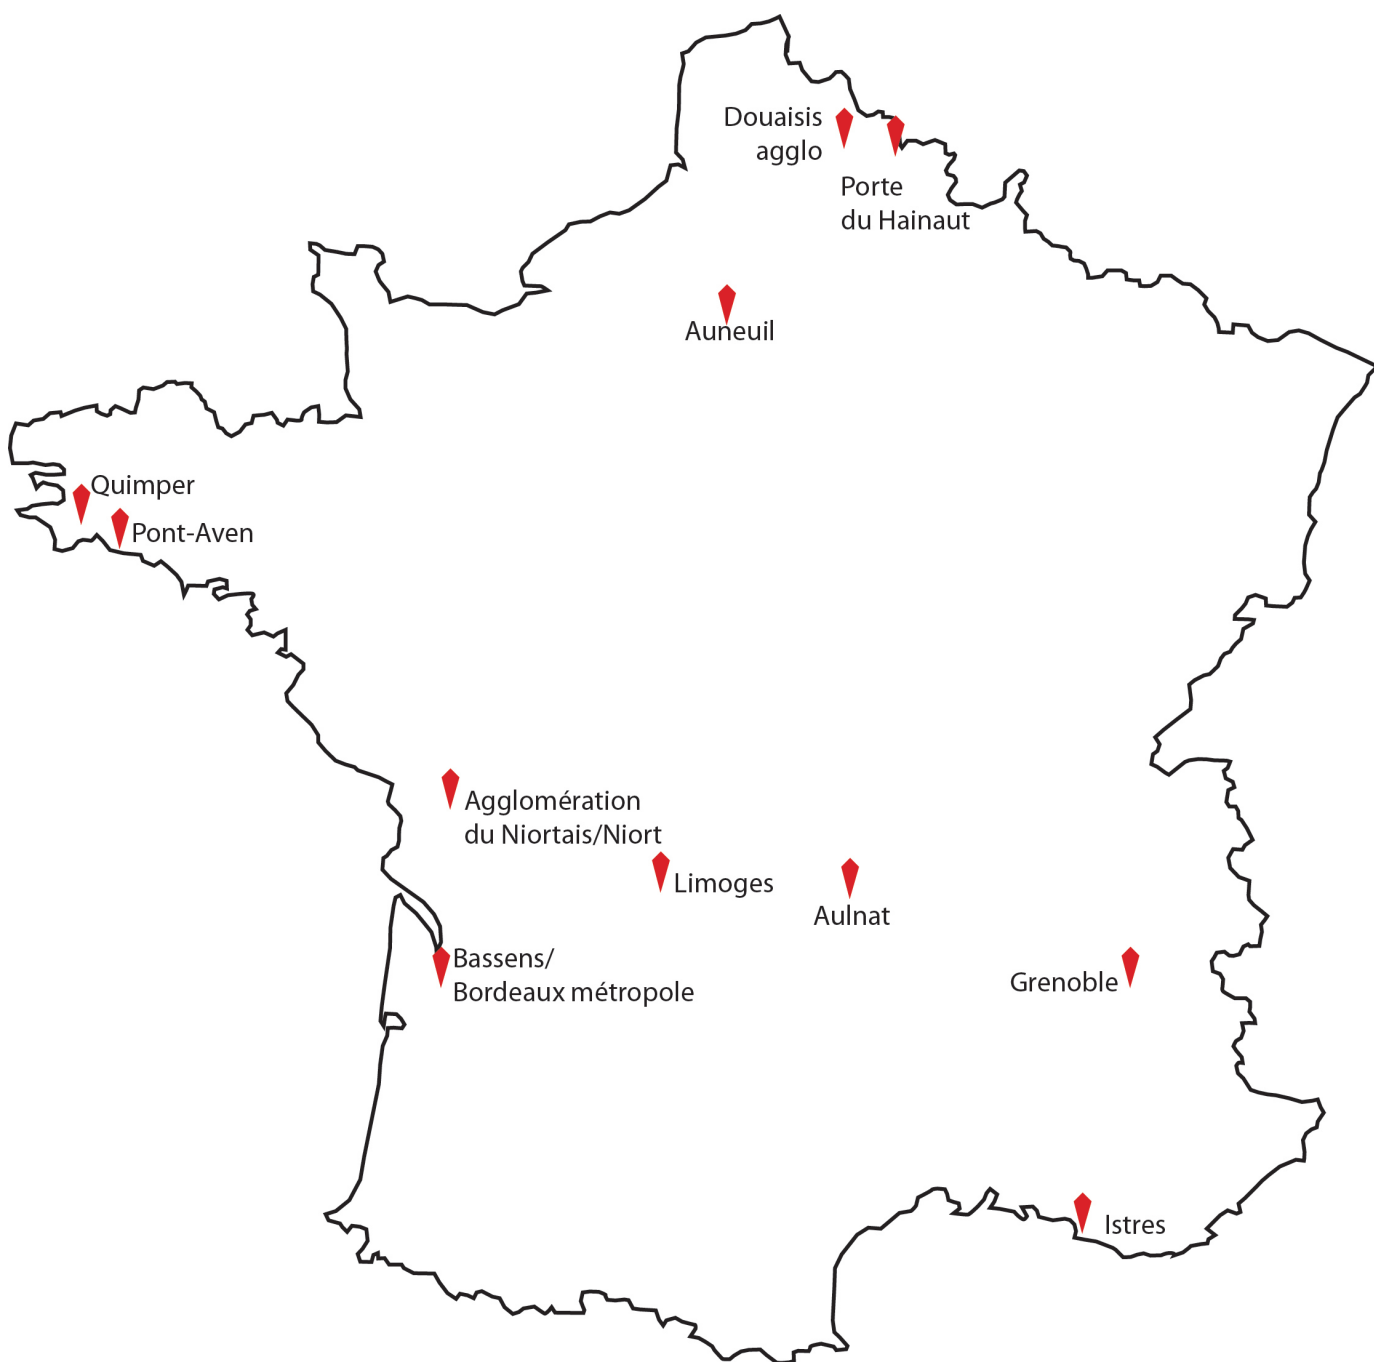 Douaisis
agglo
Porte
du Hainaut
Auneuil
Quimper
Pont-Aven
Agglomération
du Niortais/Niort
Limoges
Aulnat
Bassens/
Bordeaux métropole
Grenoble
Istres